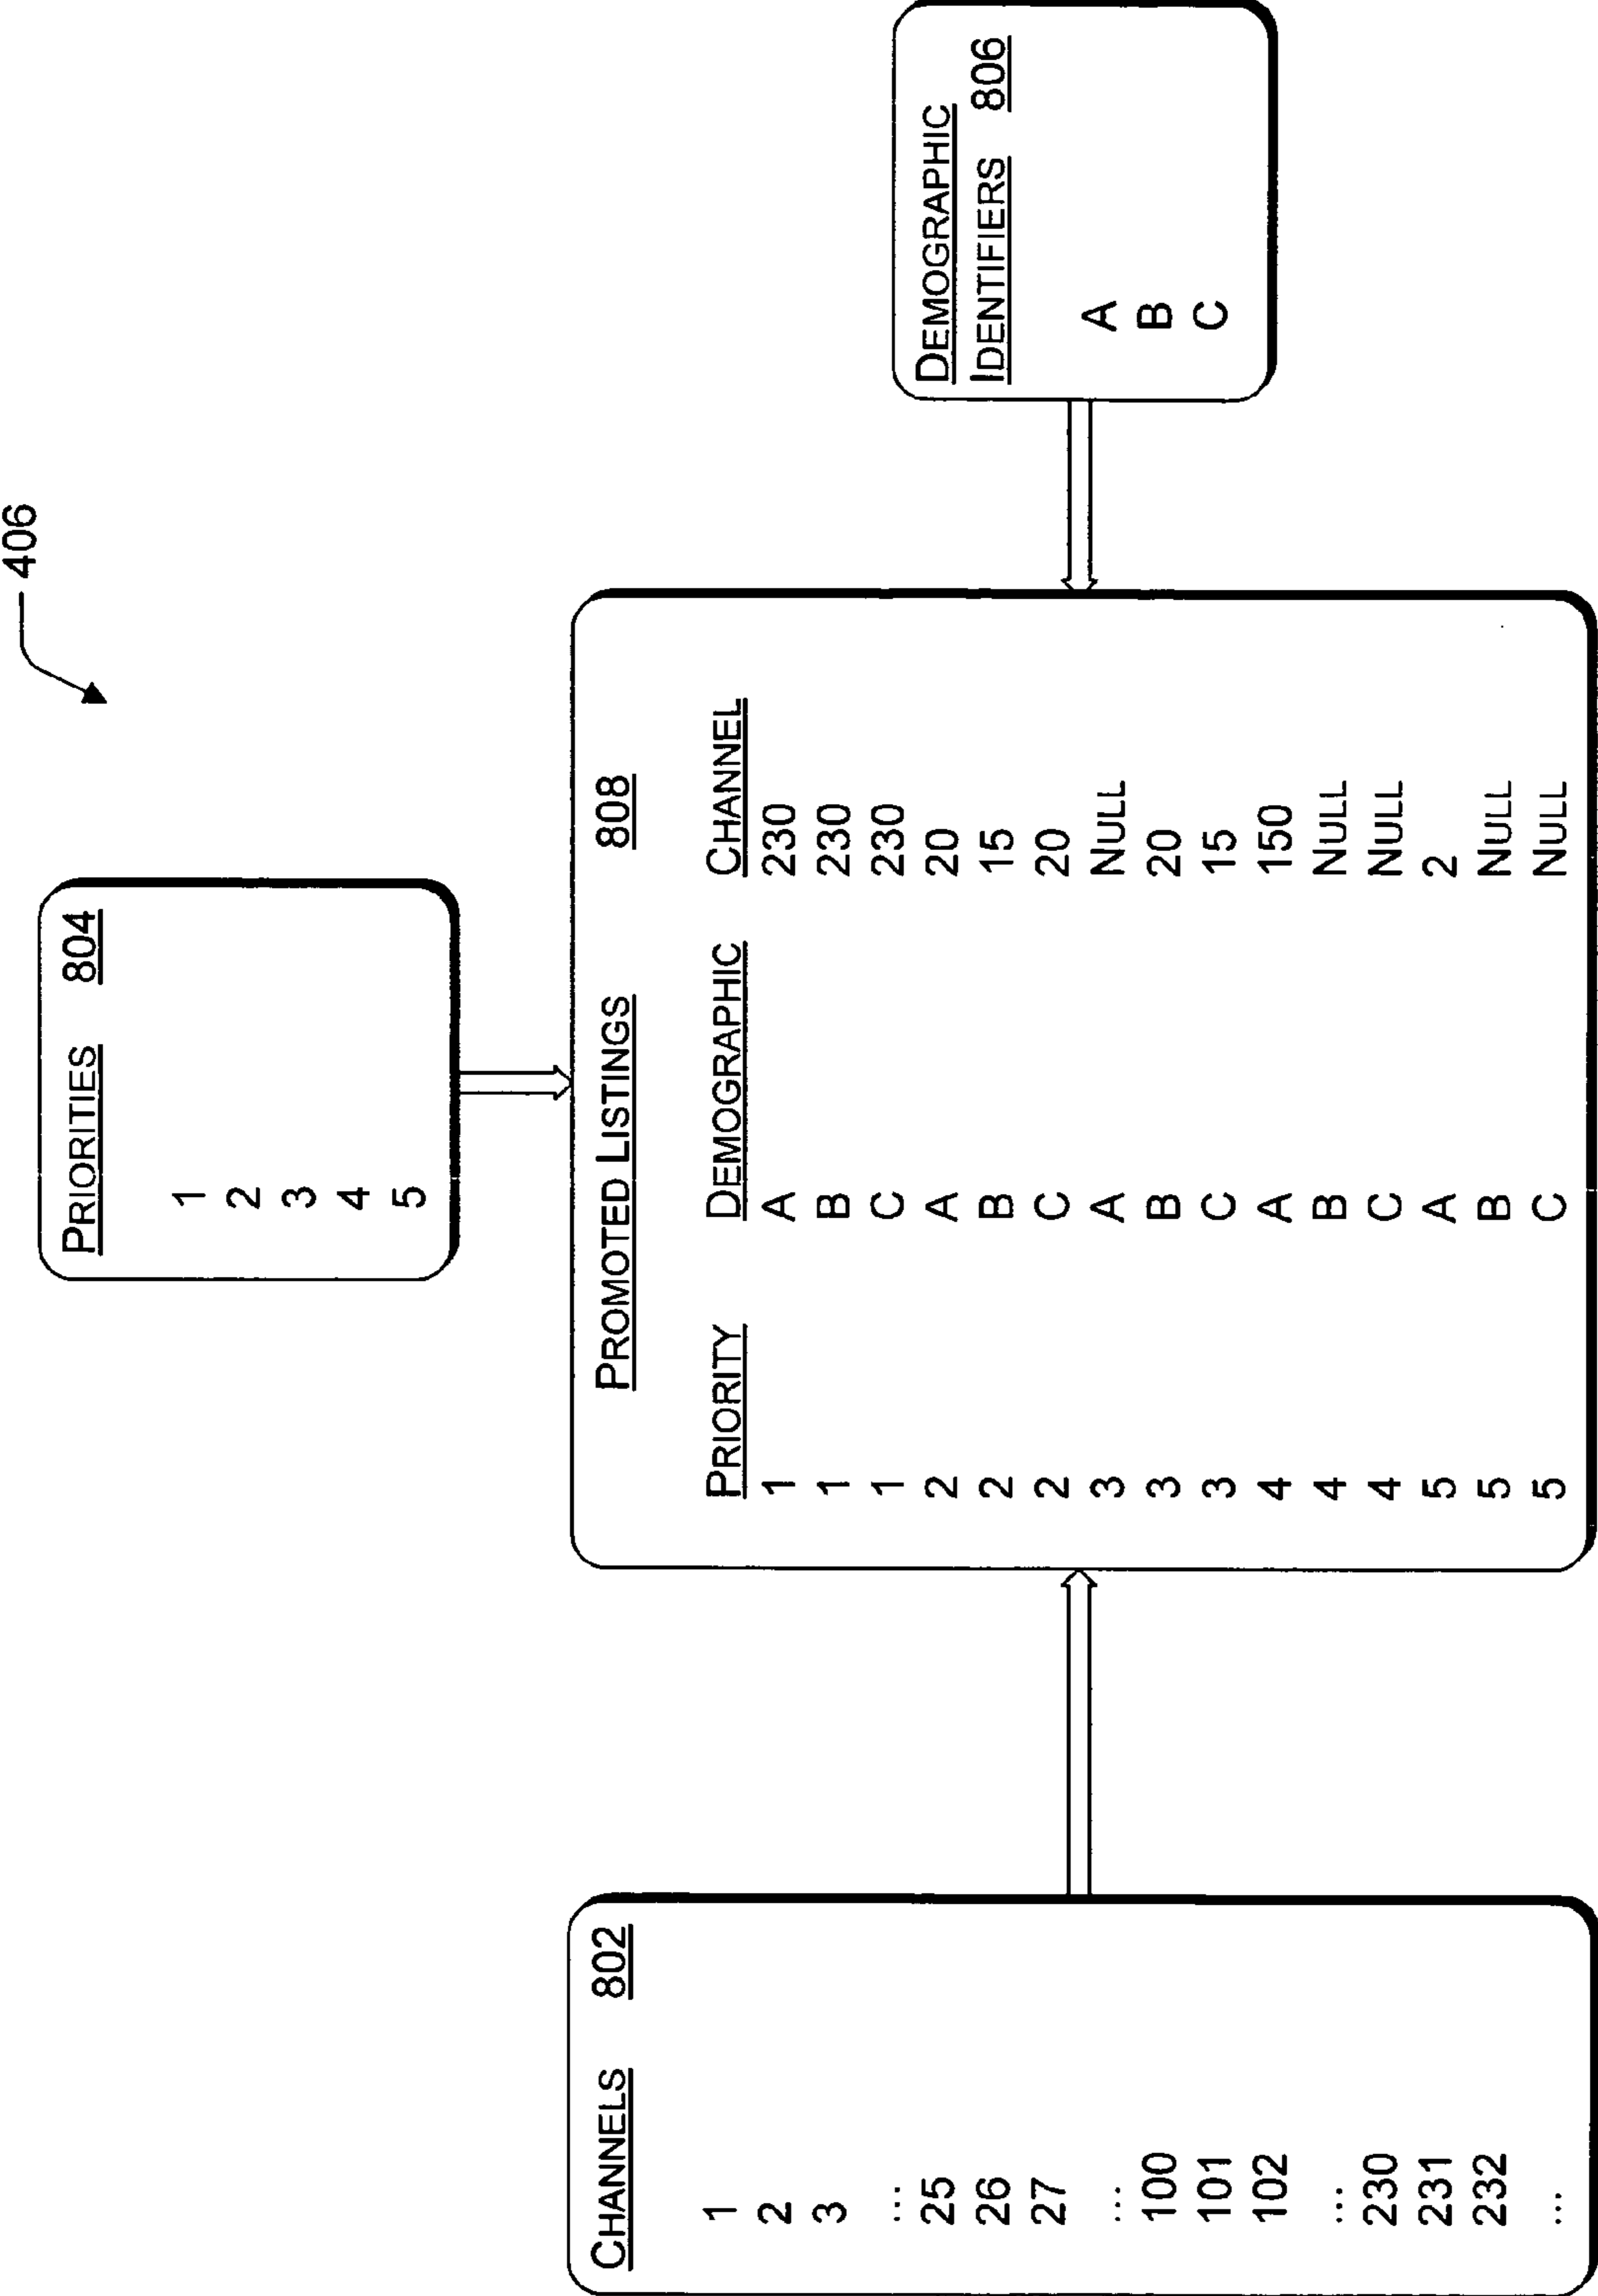 406
PRIORITIES 804
1
2
3
4
5
CHANNELS 802
1
2
3
...
25
26
27
...
100
101
102
...
230
231
232
...
PROMOTED LISTINGS 808
PRIORITY DEMOGRAPHIC CHANNEL
1 A 230
1 B 230
1 C 230
2 A 20
2 B 15
2 C 20
3 A NULL
3 B 20
3 C 15
4 A 150
4 B NULL
4 C NULL
5 A 2
5 B NULL
5 C NULL
DEMOGRAPHIC
IDENTIFIERS 806
A
B
C